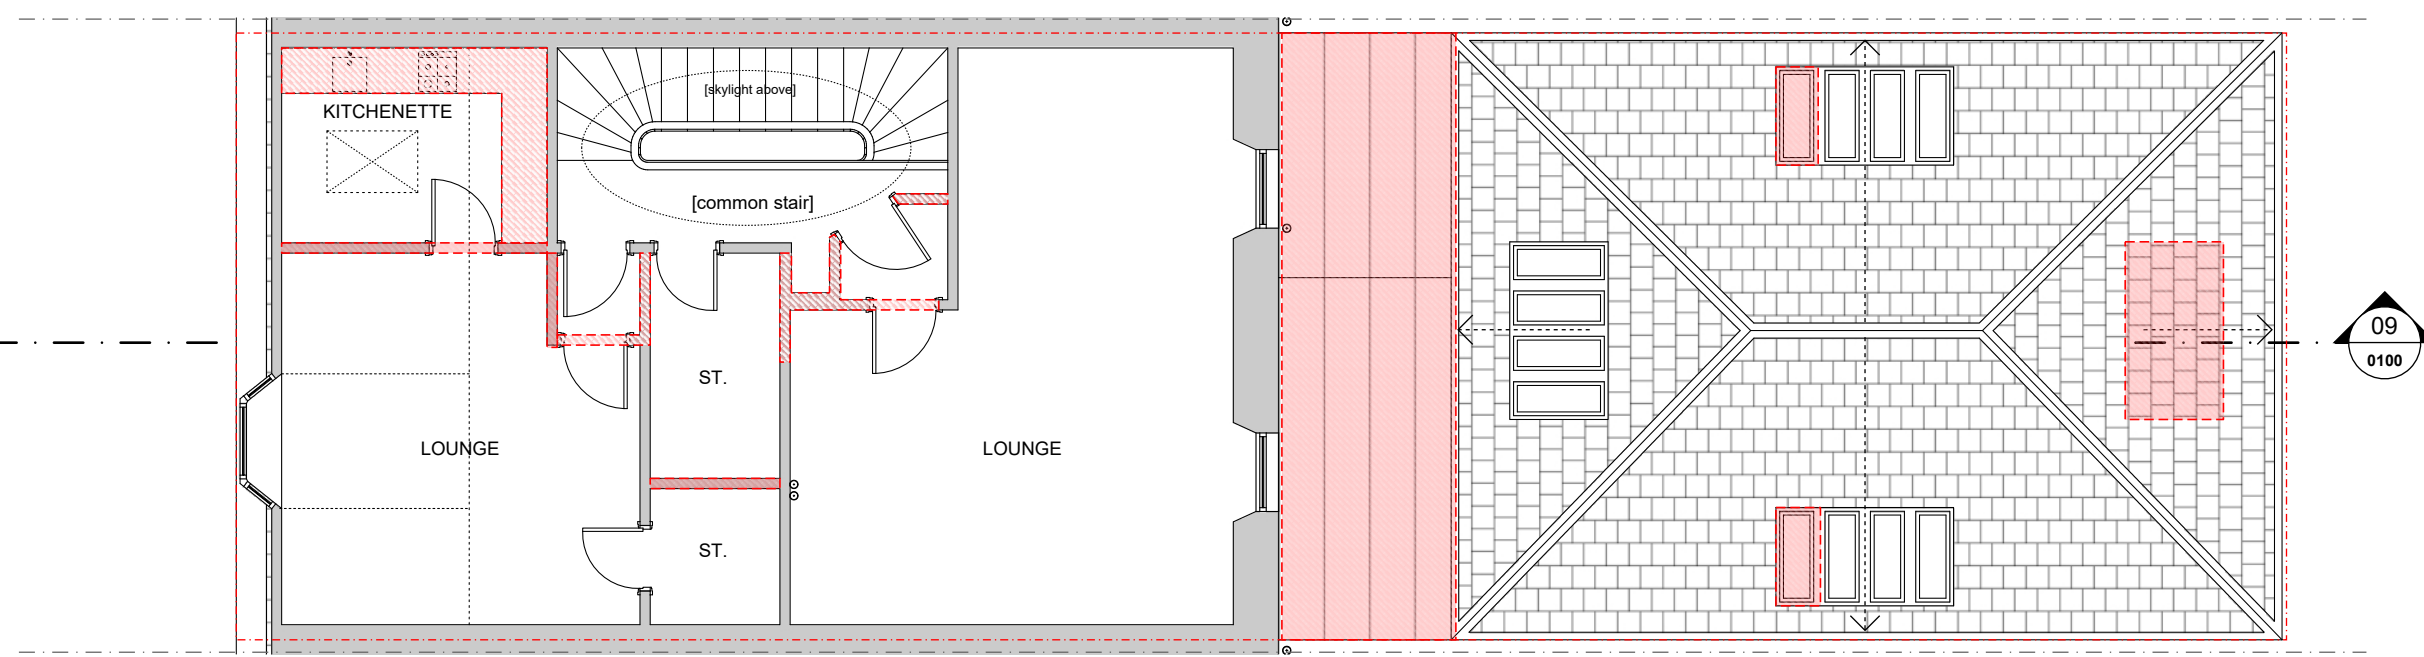 [skylight above]
KITCHENETTE
[common stair]
09
0100
ST.
LOUNGE
LOUNGE
ST.